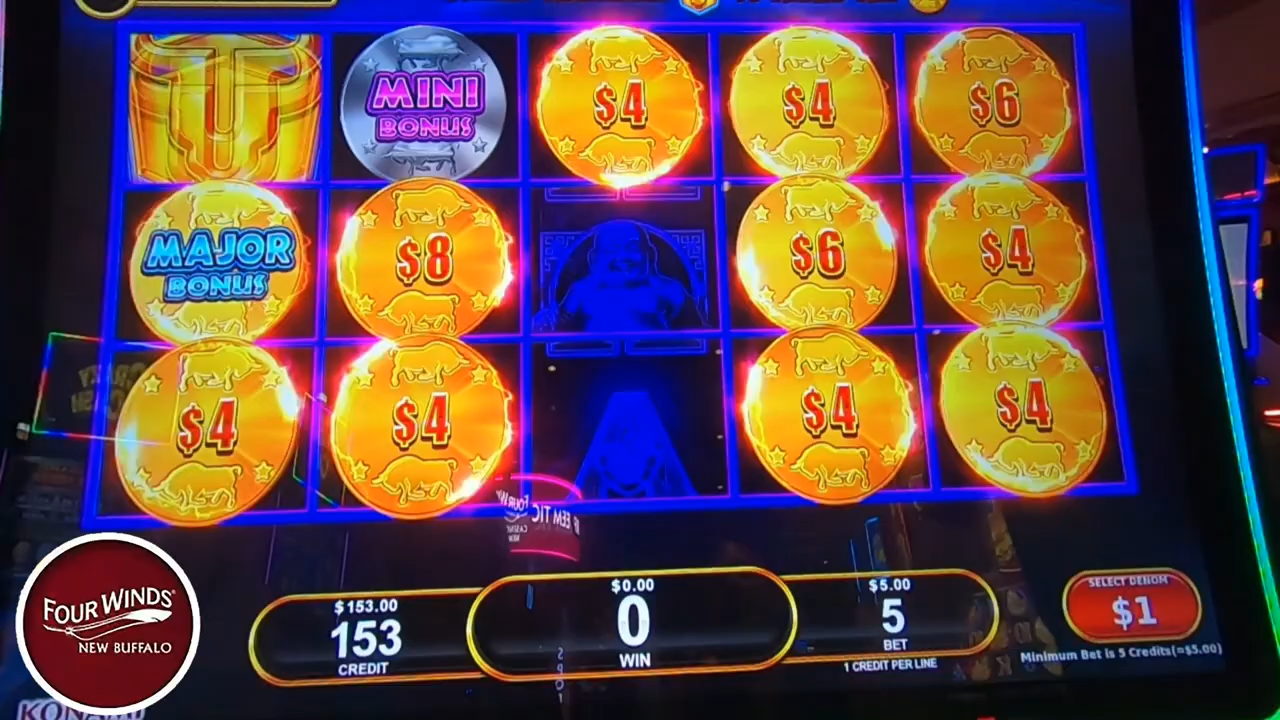 MINI
BONUS
$4
$4
$6
MAJOR
BONUS
$8
$6
$4
$4
$4
$4
$4
FOUR WINDS®
NEW BUFFALO
$153.00
153
CREDIT
$0.00
0
WIN
$5.00
5
BET
1 CREDIT PER LINE
SELECT DENOM
$1
Minimum Bet is 5 Credits(=$5.00)
KONAMI